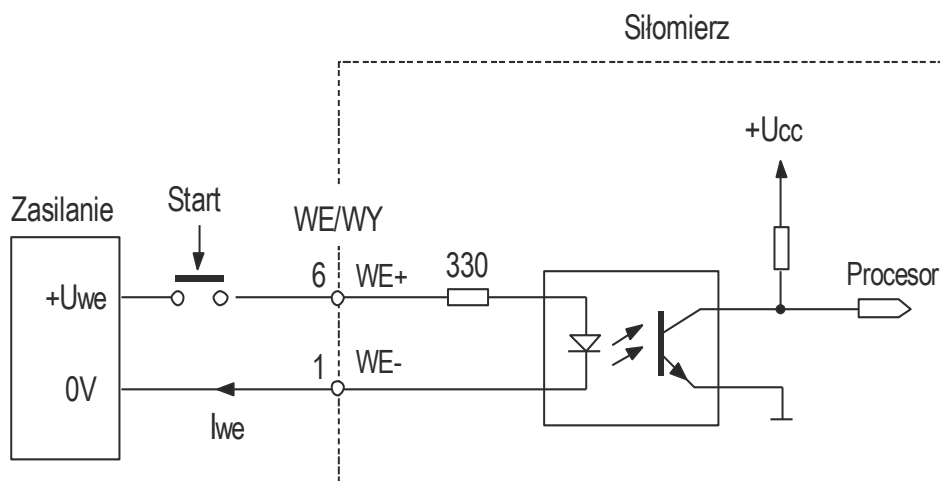 Siłomierz
+Ucc
Start
Zasilanie
WE/WY
6
WE+
330
Procesor
+Uwe
1
WE-
0V
Iwe